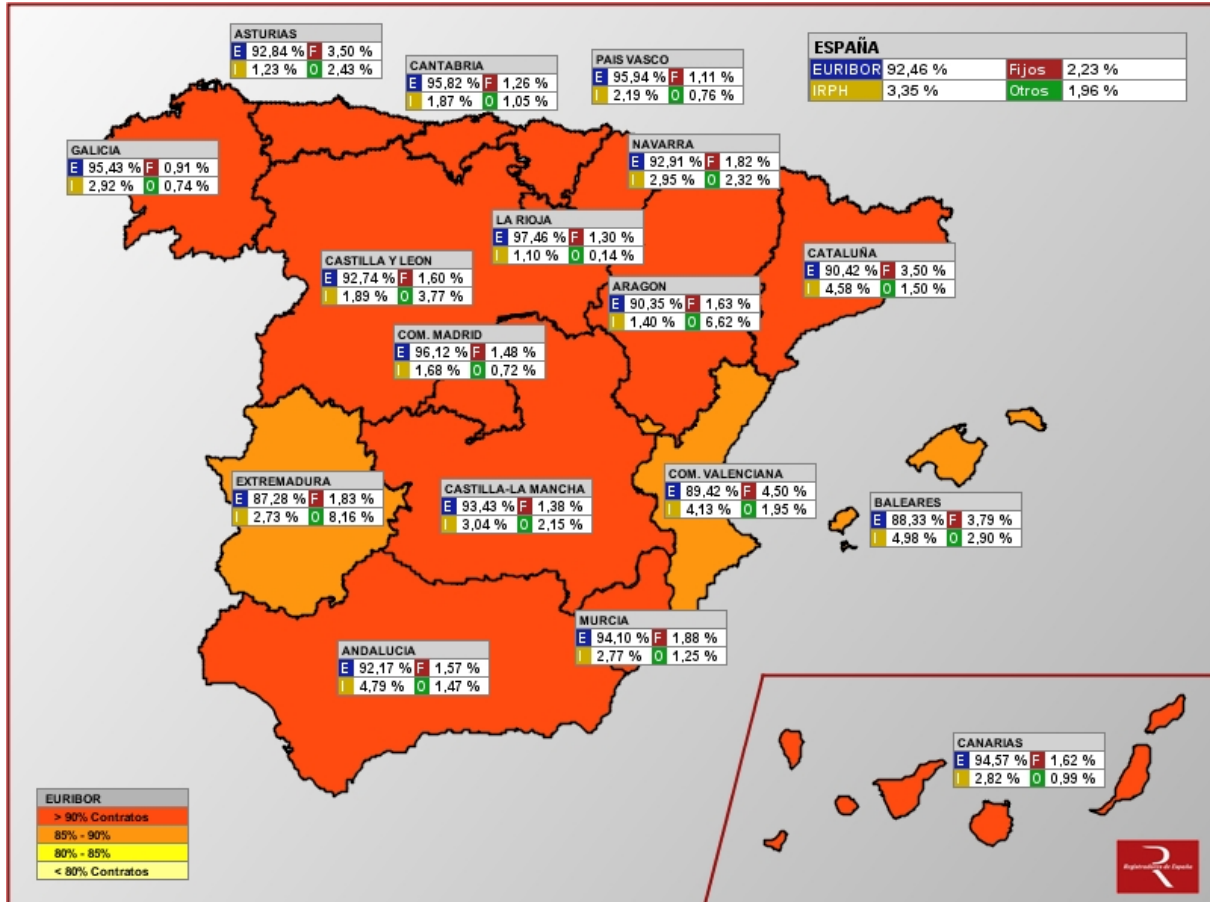 ASTURIAS
E 92,84 % F 3,50 %
I 1,23 % O 2,43 %
CANTABRIA
E 95,82 % F 1,26 %
I 1,87 % O 1,05 %
PAIS VASCO
E 95,94 % F 1,11 %
I 2,19 % O 0,76 %
ESPAÑA
EURIBOR 92,46 % Fijos 2,23 %
IRPH 3,35 % Otros 1,96 %
GALICIA
E 95,43 % F 0,91 %
I 2,92 % O 0,74 %
NAVARRA
E 92,91 % F 1,82 %
I 2,95 % O 2,32 %
LA RIOJA
E 97,46 % F 1,30 %
I 1,10 % O 0,14 %
CASTILLA Y LEON
E 92,74 % F 1,60 %
I 1,89 % O 3,77 %
CATALUÑA
E 90,42 % F 3,50 %
I 4,58 % O 1,50 %
ARAGON
E 90,35 % F 1,63 %
I 1,40 % O 6,62 %
COM. MADRID
E 96,12 % F 1,48 %
I 1,68 % O 0,72 %
EXTREMADURA
E 87,28 % F 1,83 %
I 2,73 % O 8,16 %
CASTILLA-LA MANCHA
E 93,43 % F 1,38 %
I 3,04 % O 2,15 %
COM. VALENCIANA
E 89,42 % F 4,50 %
I 4,13 % O 1,95 %
BALEARES
E 88,33 % F 3,79 %
I 4,98 % O 2,90 %
MURCIA
E 94,10 % F 1,88 %
I 2,77 % O 1,25 %
ANDALUCIA
E 92,17 % F 1,57 %
I 4,79 % O 1,47 %
CANARIAS
E 94,57 % F 1,62 %
I 2,82 % O 0,99 %
EURIBOR
> 90% Contratos
85% - 90%
80% - 85%
< 80% Contratos
R
Registradores de España